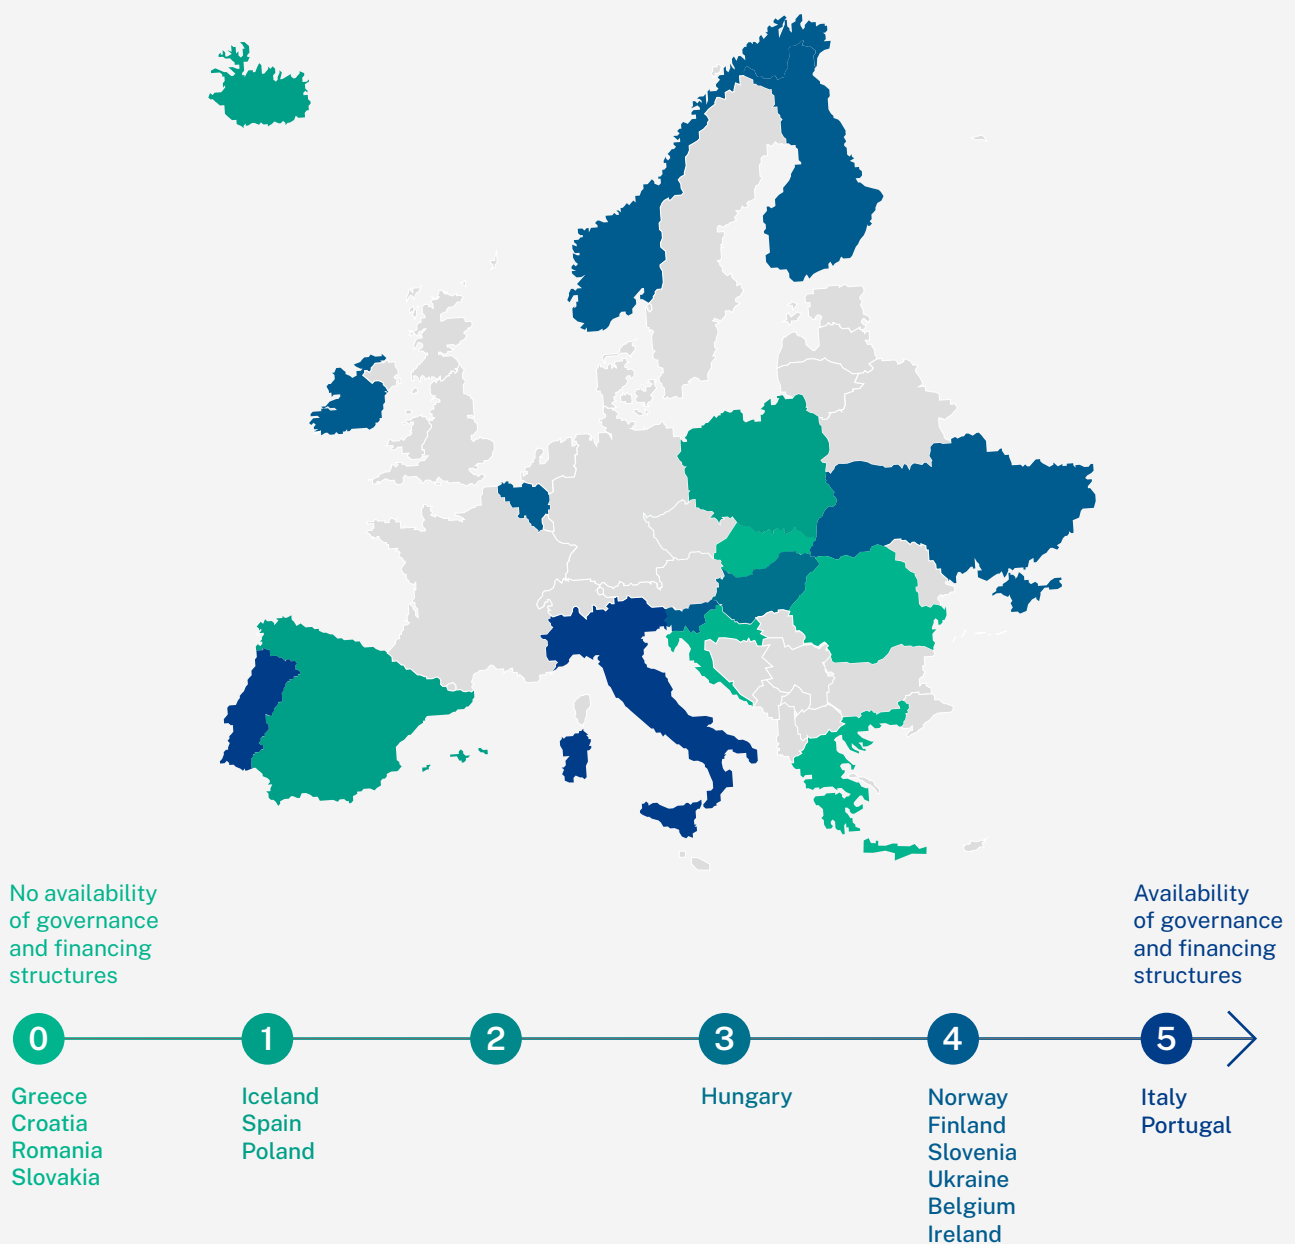 No availability
of governance
and financing
structures
Availability
of governance
and financing
structures
0
1
2
3
4
5
Greece
Croatia
Romania
Slovakia
Iceland
Spain
Poland
Hungary
Norway
Finland
Slovenia
Ukraine
Belgium
Ireland
Italy
Portugal